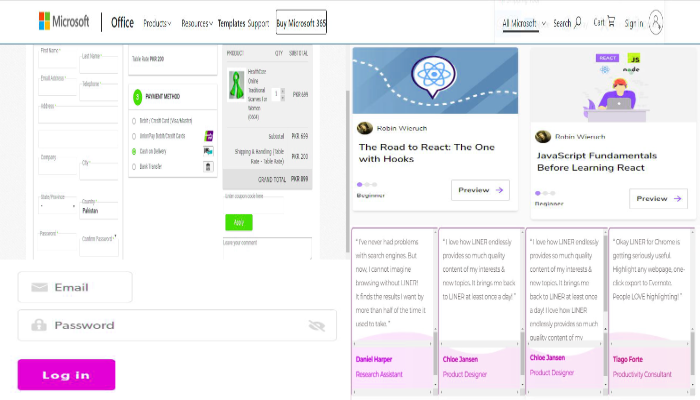 Microsoft
Office
Products
Resources
Templates
Support
Buy Microsoft 365
All Microsoft
Search
Cart
Sign in
First Name *
Last Name *
Email Address *
Telephone *
Address *
Company
City *
State/Province *
Country *
Pakistan
Password *
Confirm Password *
Table Rate PKR 200
3 PAYMENT METHOD
Debit / Credit Card (Visa/Master)
Union Pay Debit/Credit Cards
Cash on Delivery
Bank Transfer
PRODUCT QTY SUBTOTAL
HealthSize
Online
Traditional
Womens For
Women
(0004)
1
PKR 699
Subtotal PKR 699
Shipping & Handling (Table
Rate - Table Rate)
PKR 200
GRAND TOTAL PKR 899
Enter coupon code here
Apply
Leave your comment
Email
Password
Log in
REACT
JS
node
Robin Wieruch
The Road to React: The One
with Hooks
Beginner
Preview
Robin Wieruch
JavaScript Fundamentals
Before Learning React
Beginner
Preview
" I've never had problems
with search engines. But
now, I cannot imagine
browsing without LINER!
It finds the results I want by
more than half of the time it
used to take. "
Daniel Harper
Research Assistant
" I love how LINER endlessly
provides so much quality
content of my interests &
new topics. It brings me back
to LINER at least once a day! "
Chloe Jansen
Product Designer
" I love how LINER endlessly
provides so much quality
content of my interests &
new topics. It brings me
back to LINER at least once
a day! I love how LINER
endlessly provides so much
quality content of my
Chloe Jansen
Product Designer
" Okay LINER for Chrome is
getting seriously useful.
Highlight any webpage, one-
click export to Evernote.
People LOVE highlighting! "
Tiago Forte
Productivity Consultant